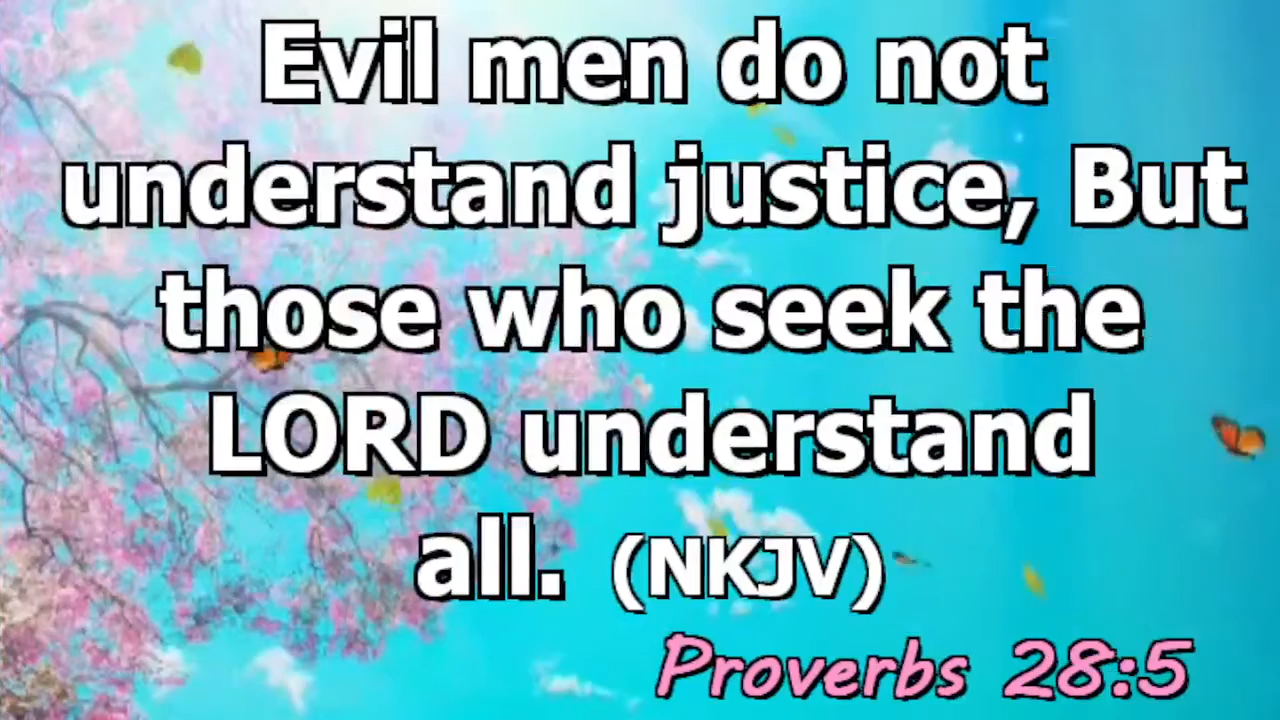 Evil men do not
understand justice, But
those who seek the
LORD understand
all. (NKJV)
Proverbs 28:5